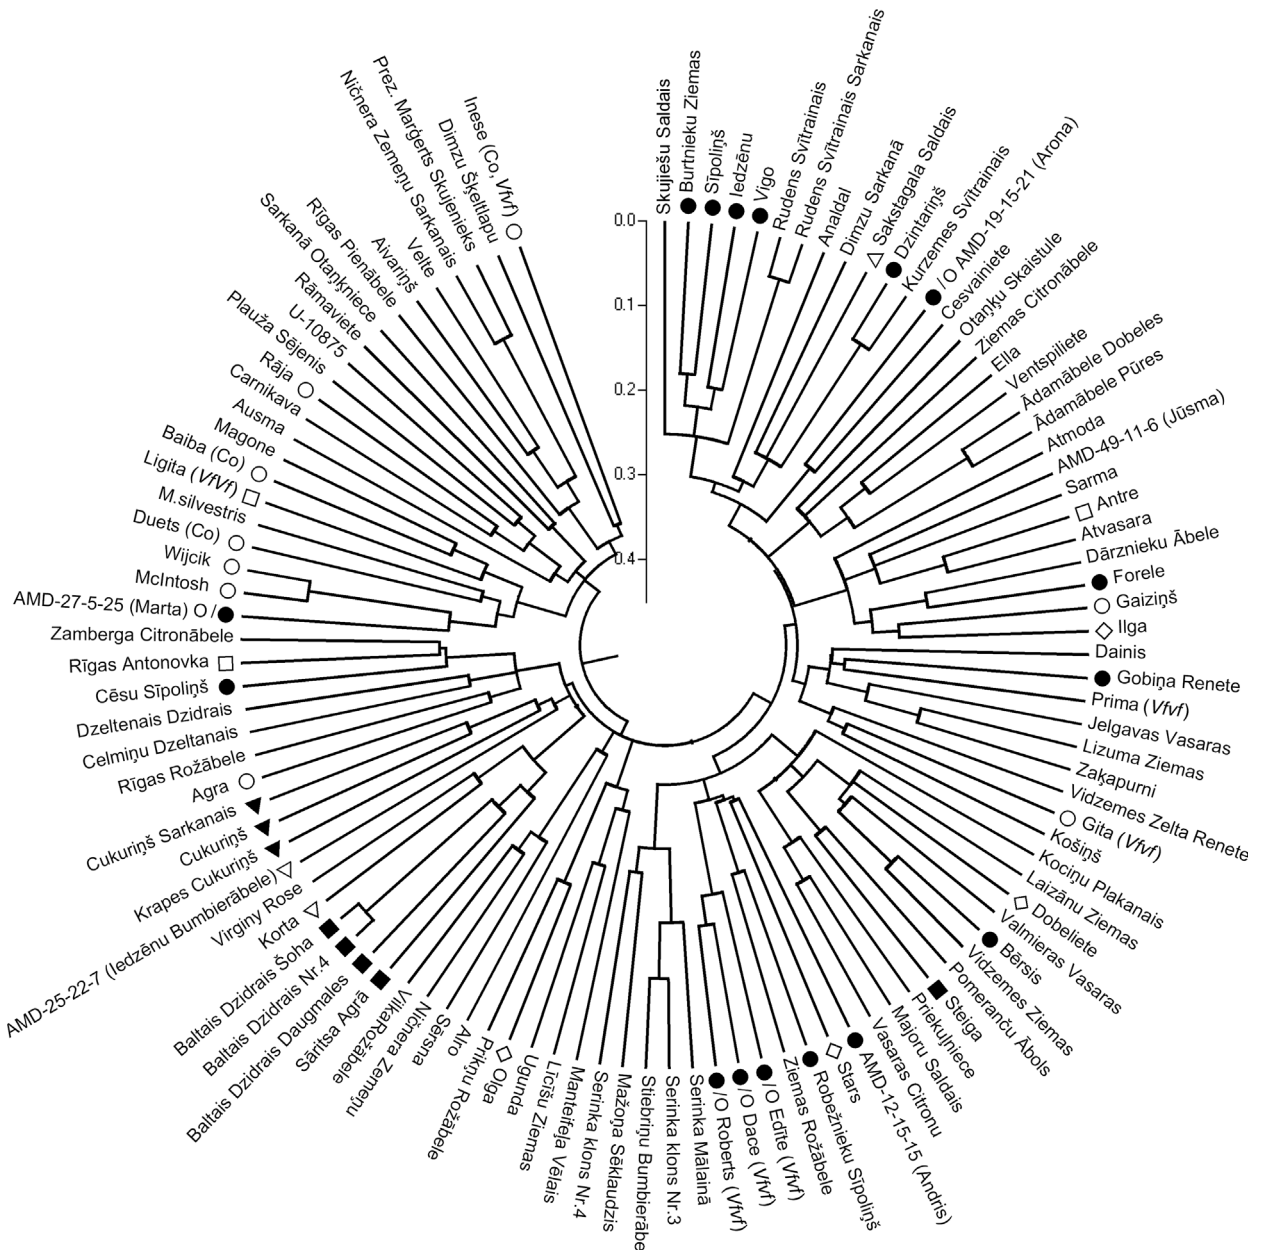 Skujiešu Saldais
Burtnieku Ziemas
Sīpoliņš
Iedzēnu
Vigo
Rudens Svītrainais
Rudens Svītrainais Sarkanais
Analdal
Dimzu Sarkanā
Sakstagala Saldais
Dzintariņš
Kurzemes Svītrainais
/O AMD-19-15-21 (Arona)
Cesvainiete
Otaņķu Skaistule
Ziemas Citronābele
Ella
Ventspiliete
Ādamābele Dobeles
Ādamābele Pūres
Atmoda
AMD-49-11-6 (Jūsma)
Sarma
Antre
Atvasara
Dārznieku Ābele
Forele
Gaiziņš
Ilga
Dainis
Gobiņa Renete
Prima (Vfvf)
Jelgavas Vasaras
Lizuma Ziemas
Zaķapurni
Vidzemes Zelta Renete
Gita (Vfvf)
Košiņš
Kociņu Plakanais
Laizānu Ziemas
Dobeliete
Valmieras Vasaras
Bērsis
Vidzemes Ziemas
Pomeranču Ābols
Steiga
Priekuļniece
Majoru Saldais
Vasaras Citronu
AMD-12-15-15 (Andris)
Stars
Robežnieku Sīpoliņš
Ziemas Rožābele
/O Edīte (Vfvf)
/O Dace (Vfvf)
/O Roberts (Vfvf)
Serinka Mālainā
Serinka klons Nr.3
Stiebriņu Bumbierābe
Mažoņa Sēklaudzis
Serinka klons Nr.4
Manteifeļa Vēlais
Līcīšu Ziemas
Ugunda
Olga
Prikņu Rožābele
Alro
Sārsna
Ničnera Zemeņu
VilkaRožābele
Sāritsa Agrā
Baltais Dzidrais Daugmales
Baltais Dzidrais Nr.4
Baltais Dzidrais Šoha
Korta
Virginy Rose
AMD-25-22-7 (Iedzēnu Bumbierābele)
Krapes Cukuriņš
Cukuriņš
Cukuriņš Sarkanais
Agra
Rīgas Rožābele
Celmiņu Dzeltanais
Dzeltenais Dzidrais
Cēsu Sīpoliņš
Rīgas Antonovka
Zamberga Citronābele
AMD-27-5-25 (Marta) O /
McIntosh
Wijcik
Duets (Co)
M.silvestris
Ligita (VfVf)
Baiba (Co)
Magone
Ausma
Carnikava
Rāja
Plauža Sējenis
U-10875
Rāmaviete
Sarkanā Otaņķniece
Rīgas Pienābele
Aivariņš
Velte
Ničnera Zemeņu Sarkanais
Prez. Marģerts Skujenieks
Dimzu Šķeltlapu
Inese (Co, Vfvf)
0.0
0.1
0.2
0.3
0.4